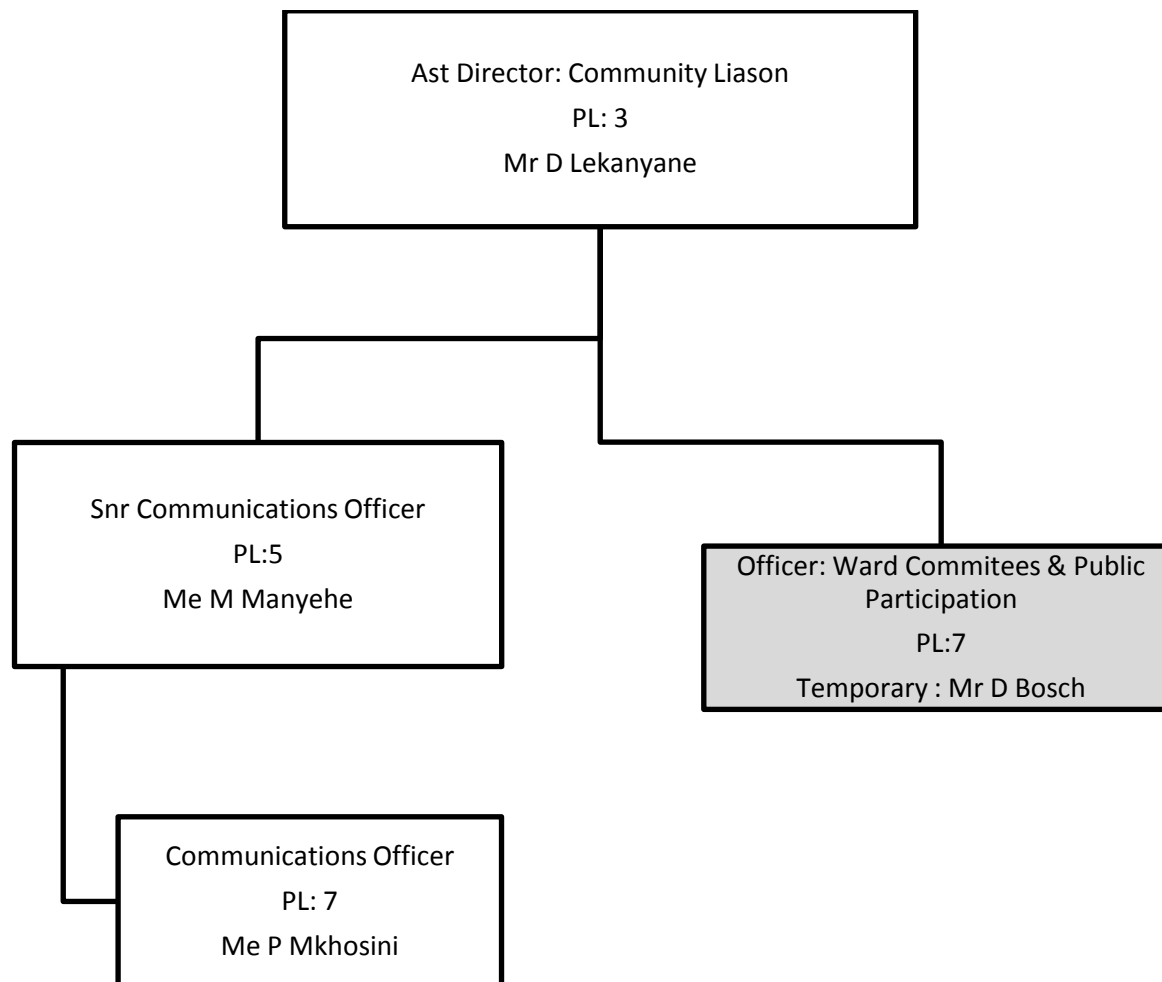 Ast Director: Community Liason
PL: 3
Mr D Lekanyane
Snr Communications Officer
PL:5
Me M Manyehe
Officer: Ward Commitees & Public
Participation
PL:7
Temporary : Mr D Bosch
Communications Officer
PL: 7
Me P Mkhosini